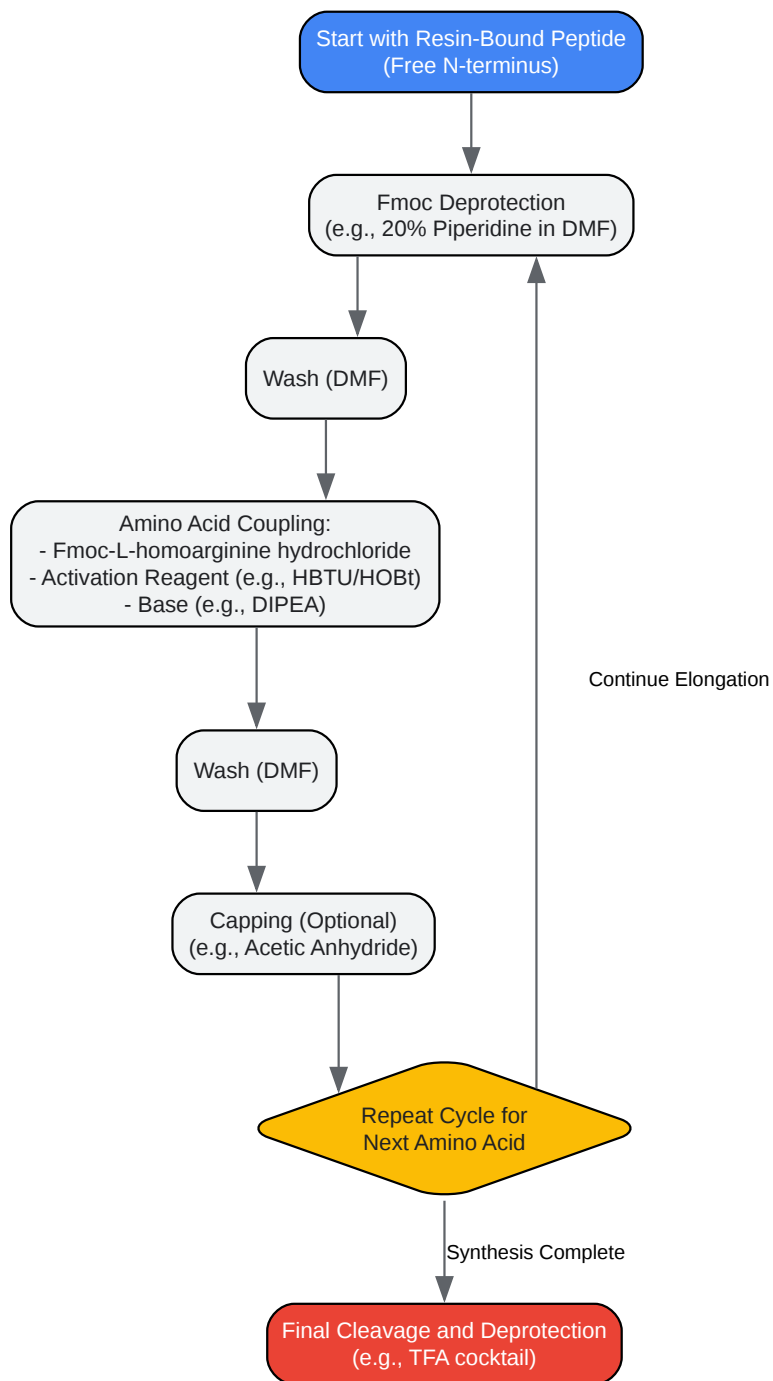 Start with Resin-Bound Peptide
(Free N-terminus)
Fmoc Deprotection
(e.g., 20% Piperidine in DMF)
Wash (DMF)
Amino Acid Coupling:
- Fmoc-L-homoarginine hydrochloride
- Activation Reagent (e.g., HBTU/HOBt)
- Base (e.g., DIPEA)
Continue Elongation
Wash (DMF)
Capping (Optional)
(e.g., Acetic Anhydride)
Repeat Cycle for
Next Amino Acid
Synthesis Complete
Final Cleavage and Deprotection
(e.g., TFA cocktail)